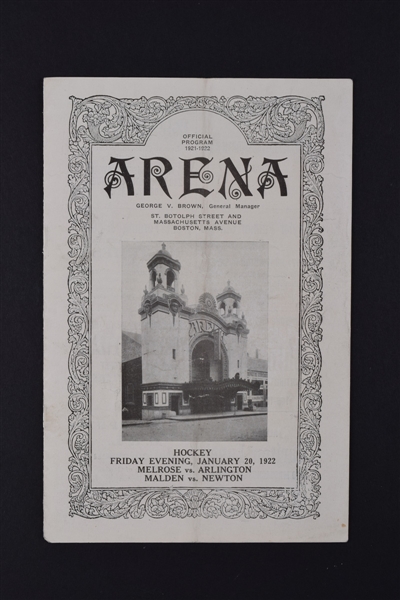 OFFICIAL
PROGRAM
1921-1922
ARENA
GEORGE V. BROWN, General Manager
ST. BOTOLPH STREET AND
MASSACHUSETTS AVENUE
BOSTON, MASS.
ARENA
HOCKEY
FRIDAY EVENING, JANUARY 20, 1922
MELROSE vs. ARLINGTON
MALDEN vs. NEWTON